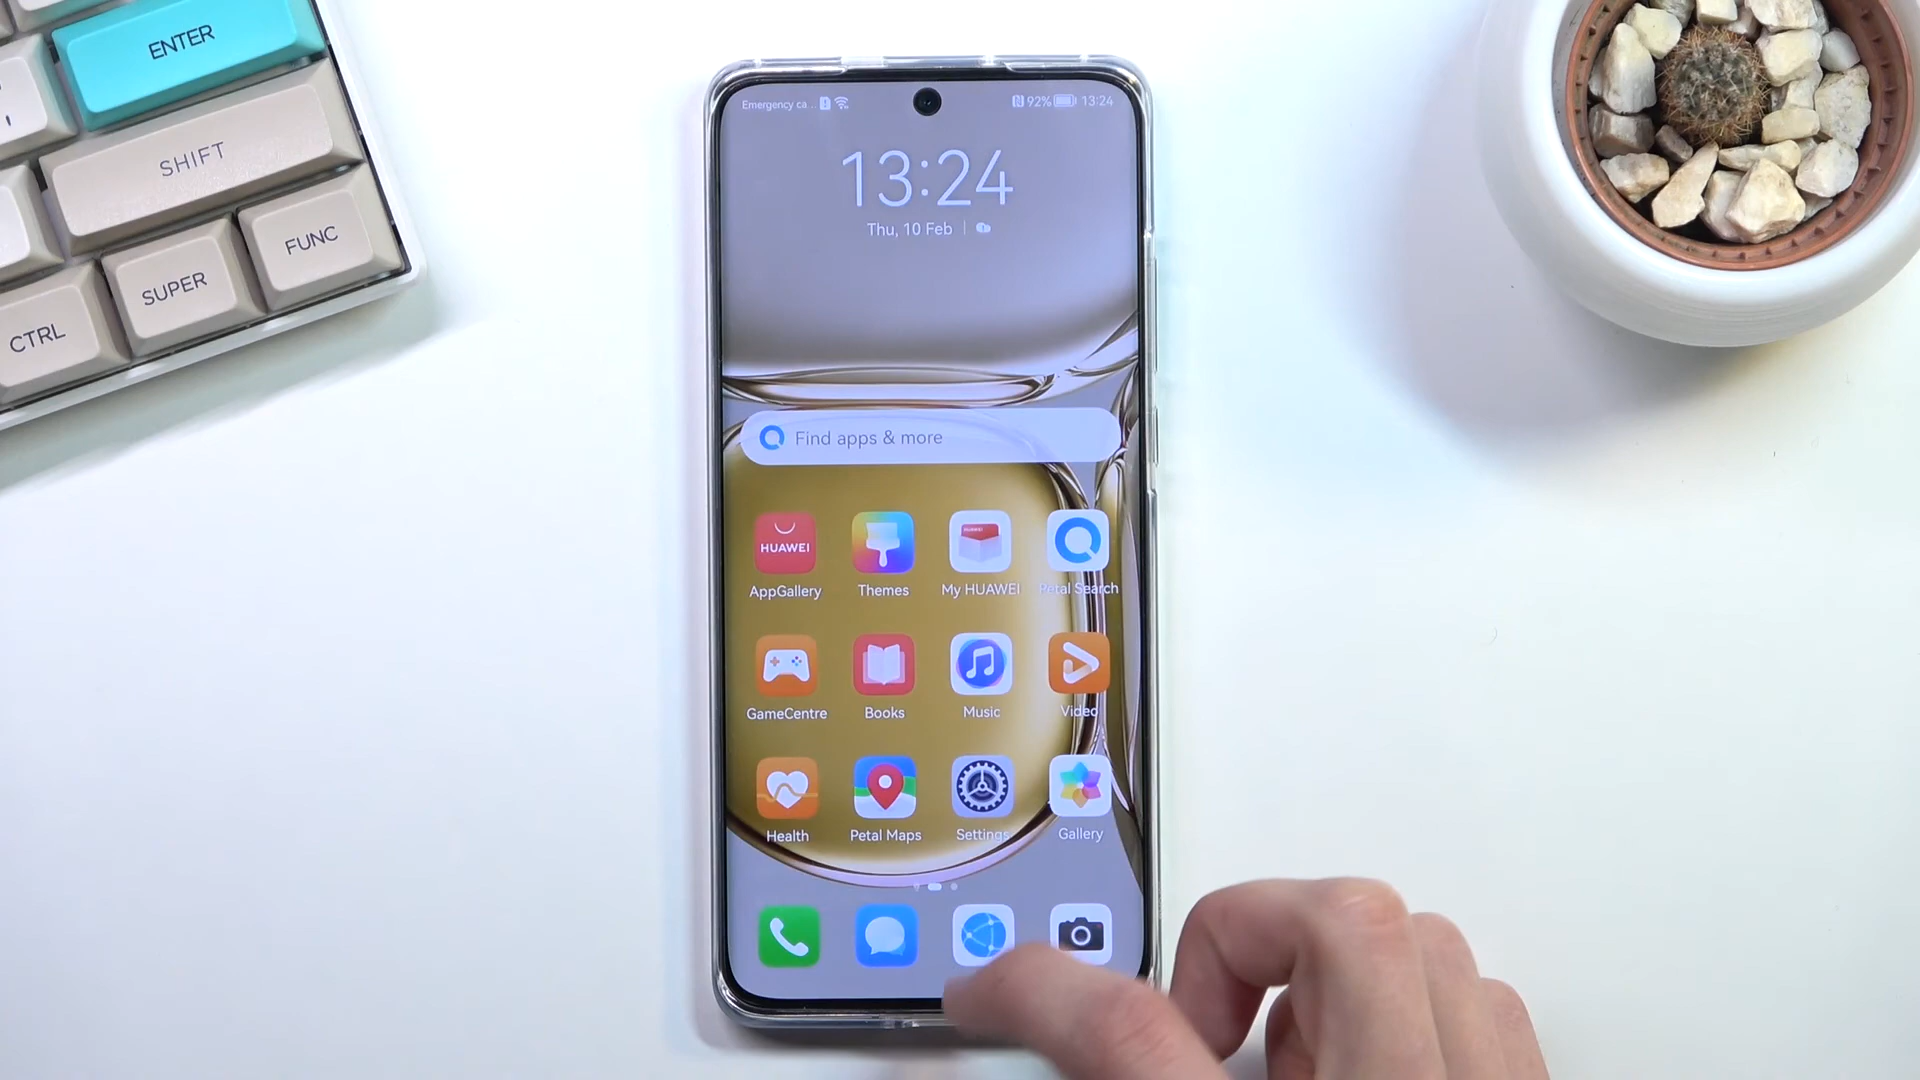 ENTER
SHIFT
FUNC
SUPER
CTRL
Emergency ca...
92%
13:24
13:24
Thu, 10 Feb
Find apps & more
HUAWEI
HUAWEI
AppGallery
Themes
My HUAWEI
Petal Search
GameCentre
Books
Music
Video
Health
Petal Maps
Settings
Gallery